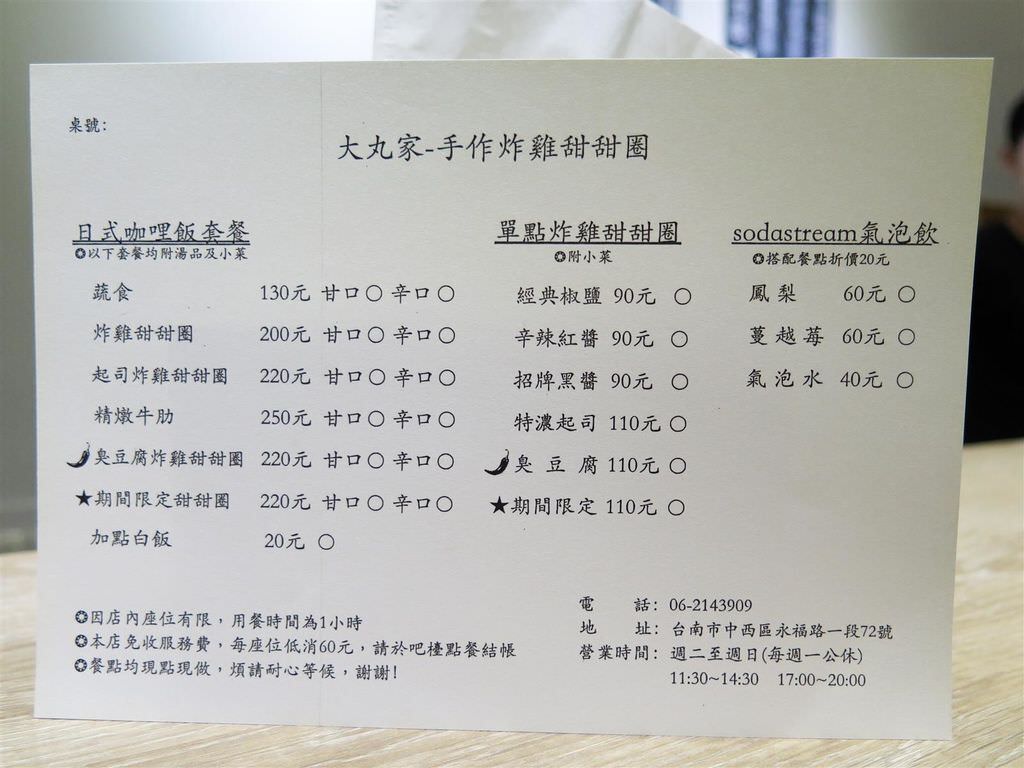 桌號:
大丸家-手作炸雞甜甜圈
日式咖哩飯套餐
✪以下套餐均附湯品及小菜
蔬食 130元 甘口○ 辛口○
炸雞甜甜圈 200元 甘口○ 辛口○
起司炸雞甜甜圈 220元 甘口○ 辛口○
精燉牛肋 250元 甘口○ 辛口○
臭豆腐炸雞甜甜圈 220元 甘口○ 辛口○
★期間限定甜甜圈 220元 甘口○ 辛口○
加點白飯 20元 ○
單點炸雞甜甜圈
✪附小菜
經典椒鹽 90元 ○
辛辣紅醬 90元 ○
招牌黑醬 90元 ○
特濃起司 110元 ○
臭豆腐 110元 ○
★期間限定 110元 ○
sodastream氣泡飲
✪搭配餐點折價20元
鳳梨 60元 ○
蔓越莓 60元 ○
氣泡水 40元 ○
✪因店內座位有限，用餐時間為1小時
✪本店免收服務費，每座位低消60元，請於吧檯點餐結帳
✪餐點均現點現做，煩請耐心等候，謝謝!
電 話: 06-2143909
地 址: 台南市中西區永福路一段72號
營業時間: 週二至週日(每週一公休)
11:30~14:30 17:00~20:00